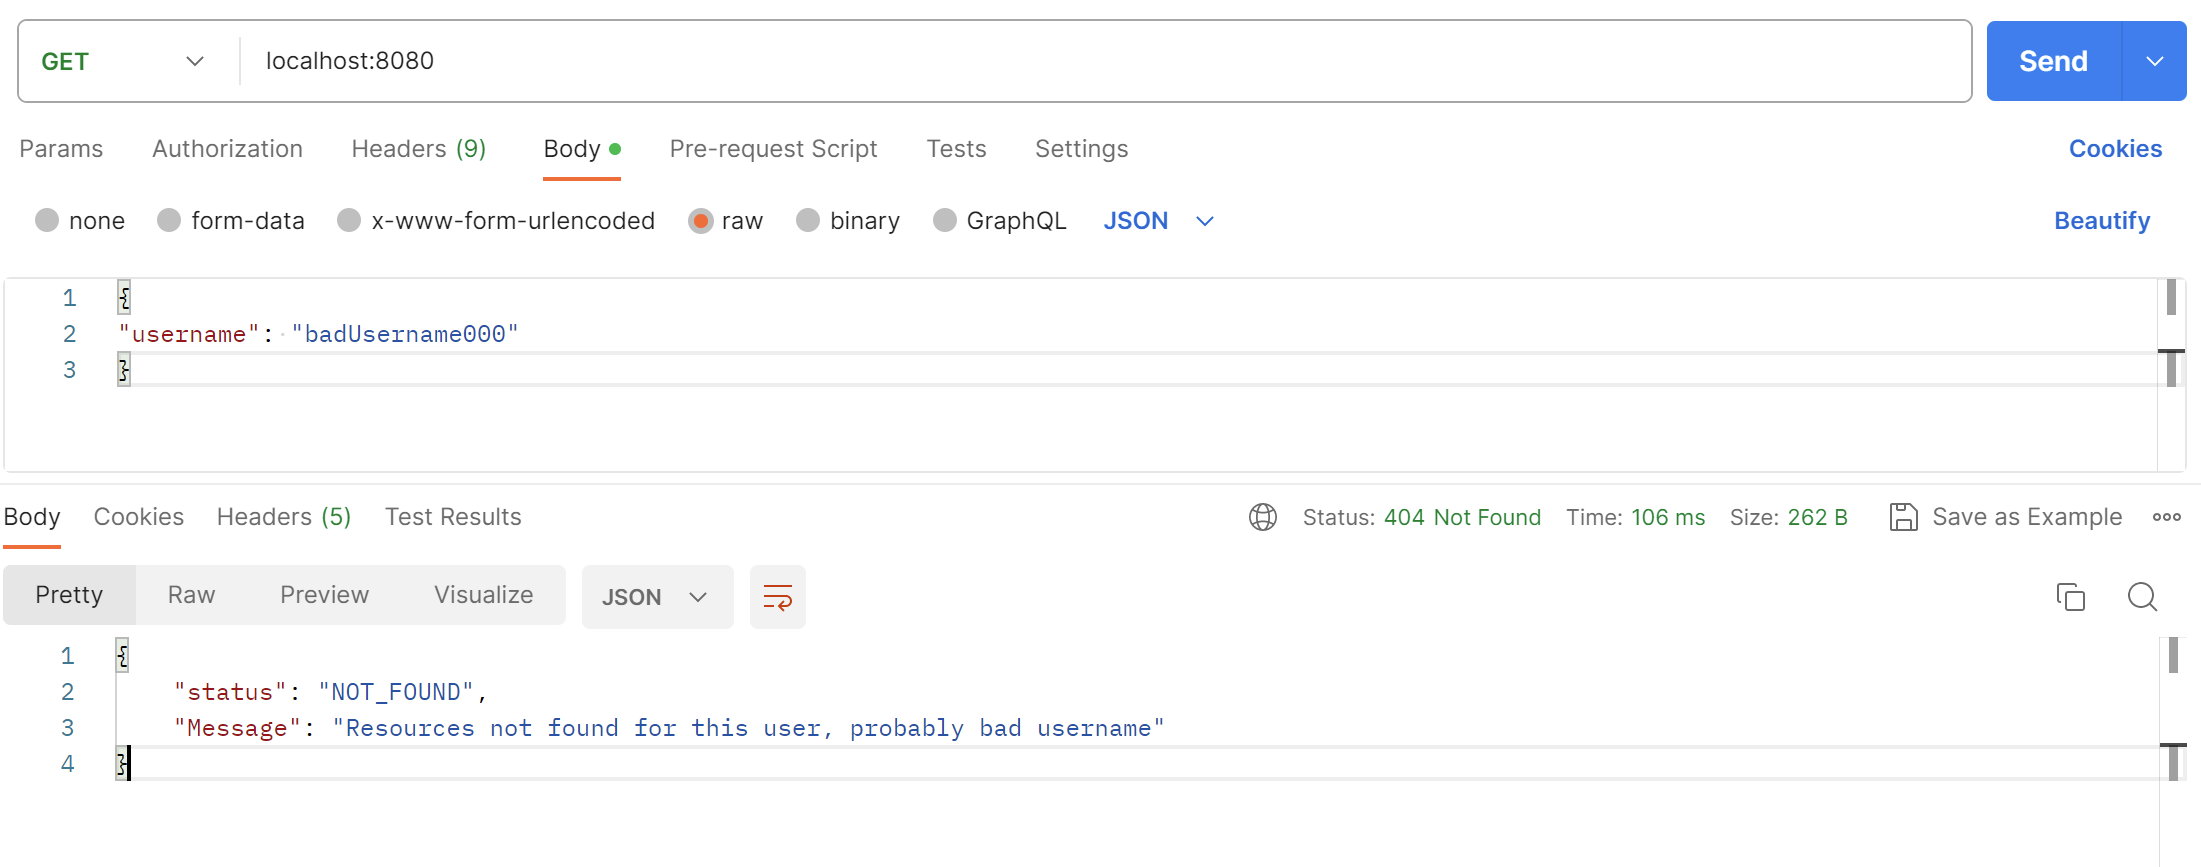 GET localhost:8080 Send
Params Authorization Headers (9) Body Pre-request Script Tests Settings Cookies
none form-data x-www-form-urlencoded raw binary GraphQL JSON Beautify
1 {
2 "username": "badUsername000"
3 }
Body Cookies Headers (5) Test Results Status: 404 Not Found Time: 106 ms Size: 262 B Save as Example
Pretty Raw Preview Visualize JSON
1 {
2 "status": "NOT_FOUND",
3 "Message": "Resources not found for this user, probably bad username"
4 }